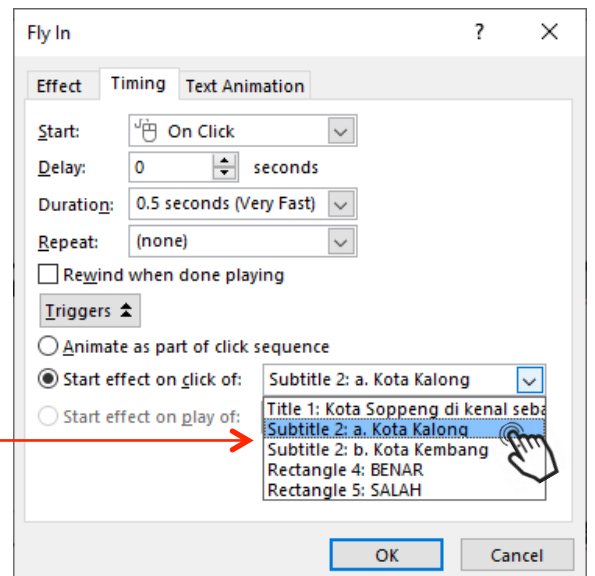 Fly In ? ×
Effect Timing Text Animation
Start: On Click
Delay: 0 seconds
Duration: 0.5 seconds (Very Fast)
Repeat: (none)
Rewind when done playing
Triggers
Animate as part of click sequence
Start effect on click of: Subtitle 2: a. Kota Kalong
Start effect on play of:
Title 1: Kota Soppeng di kenal seba
Subtitle 2: a. Kota Kalong
Subtitle 2: b. Kota Kembang
Rectangle 4: BENAR
Rectangle 5: SALAH
OK Cancel